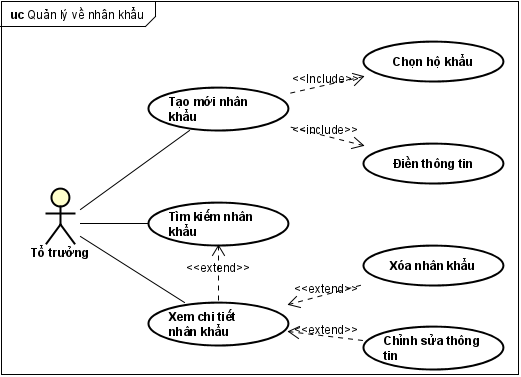 uc Quản lý về nhân khẩu
Chọn hộ khẩu
<<Include>>
Tạo mới nhân
khẩu
<<include>>
Điền thông tin
Tìm kiếm nhân
khẩu
Tổ trưởng
<<extend>>
Xóa nhân khẩu
<<extend>>
Xem chi tiết
nhân khẩu
<<extend>>
Chỉnh sửa thông
tin